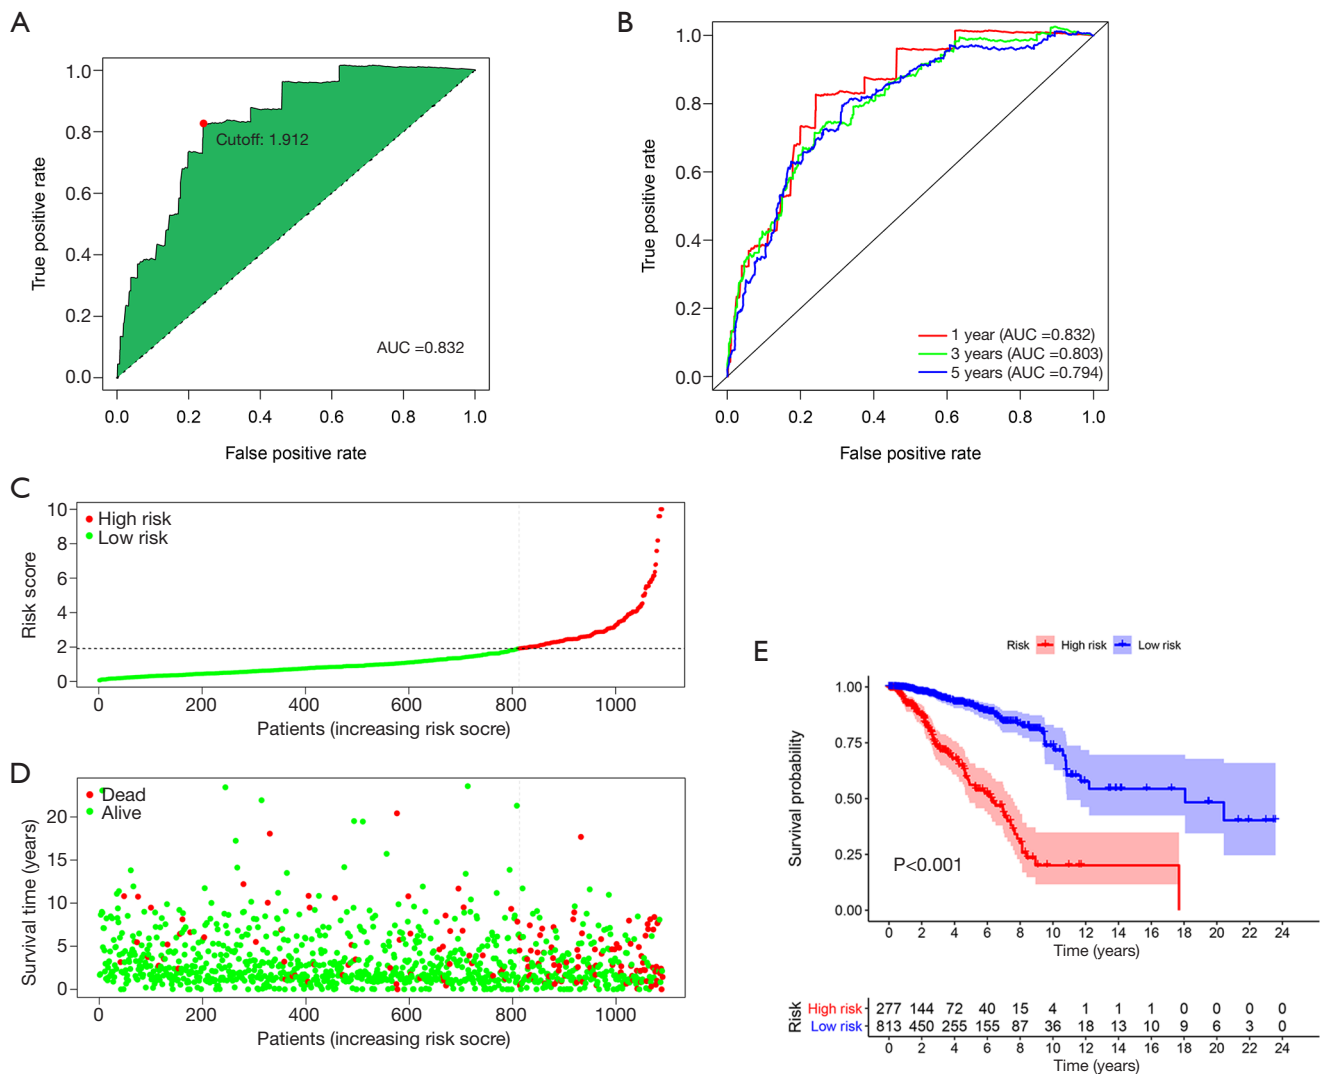 A
1.0
0.8
0.6
0.4
0.2
0.0
True positive rate
Cutoff: 1.912
AUC =0.832
0.0 0.2 0.4 0.6 0.8 1.0
False positive rate
B
1.0
0.8
0.6
0.4
0.2
0.0
True positive rate
1 year (AUC =0.832)
3 years (AUC =0.803)
5 years (AUC =0.794)
0.0 0.2 0.4 0.6 0.8 1.0
False positive rate
C
10
8
6
4
2
0
Risk score
High risk
Low risk
0 200 400 600 800 1000
Patients (increasing risk socre)
D
20
15
10
5
0
Survival time (years)
Dead
Alive
0 200 400 600 800 1000
Patients (increasing risk socre)
E
Risk High risk Low risk
1.00
0.75
0.50
0.25
0.00
Survival probability
P<0.001
0 2 4 6 8 10 12 14 16 18 20 22 24
Time (years)
Risk
High risk 277 144 72 40 15 4 1 1 1 0 0 0 0
Low risk 813 450 255 155 87 36 18 13 10 9 6 3 0
0 2 4 6 8 10 12 14 16 18 20 22 24
Time (years)